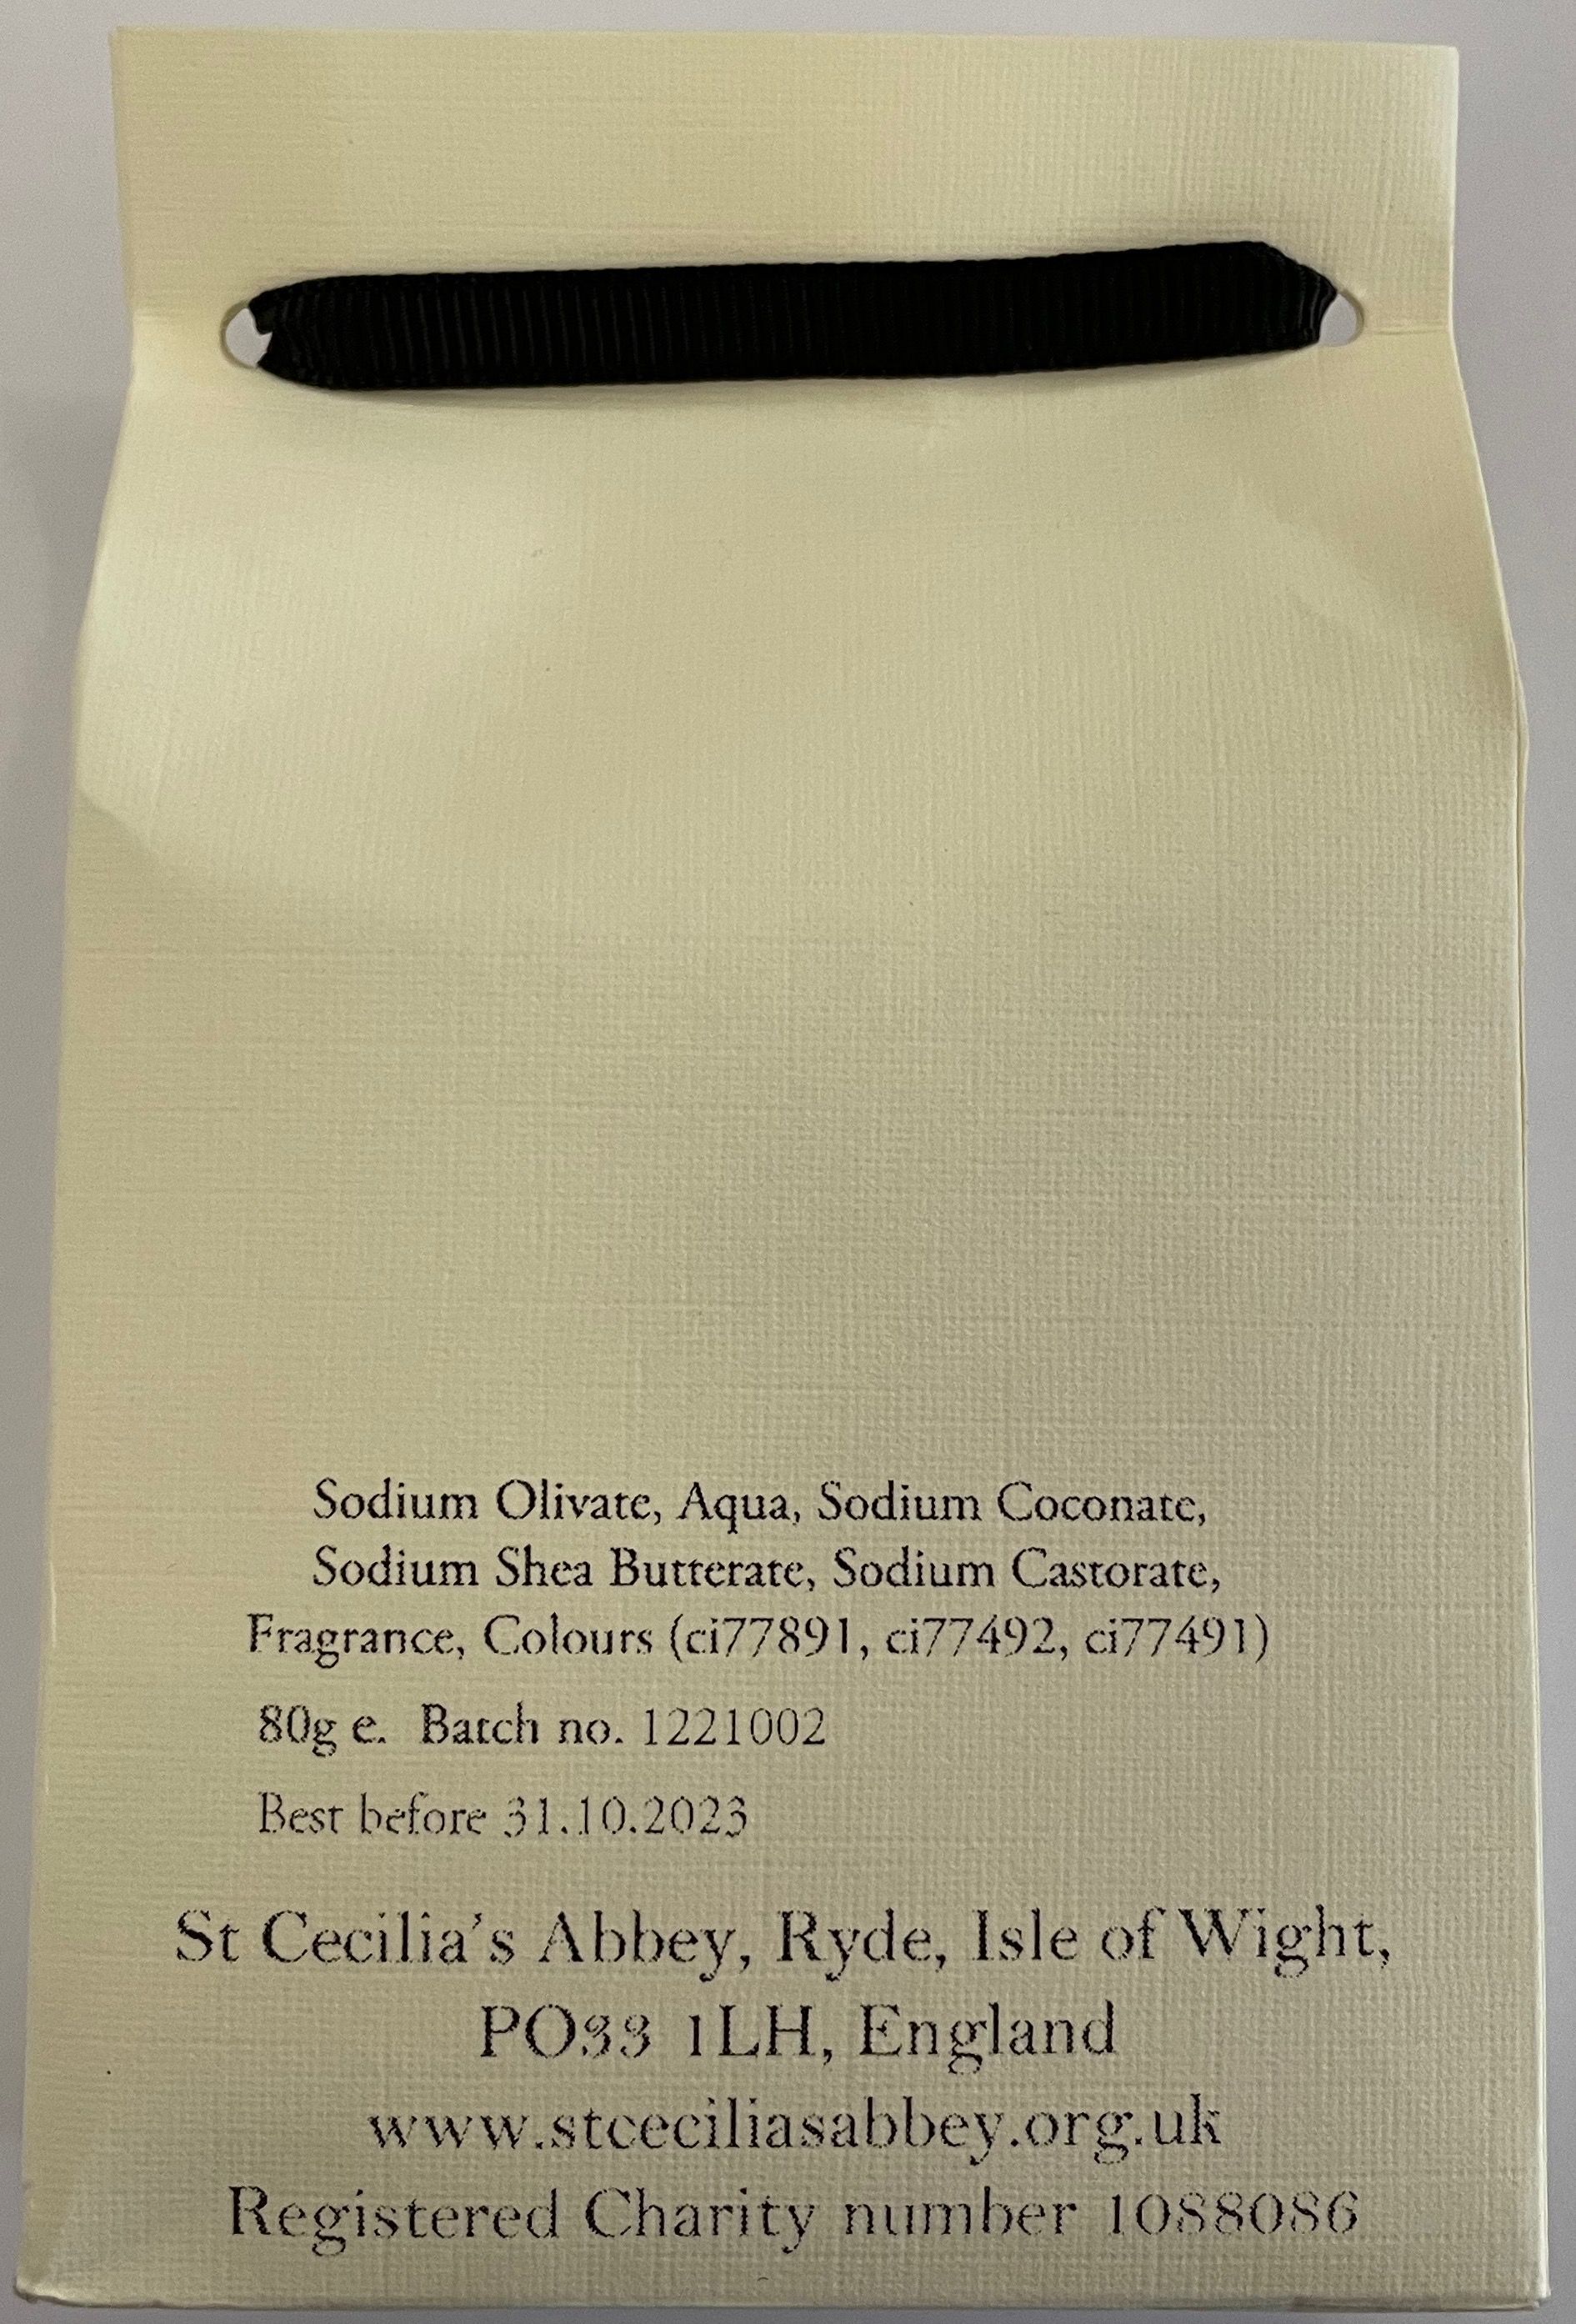 Sodium Olivate, Aqua, Sodium Coconate,
Sodium Shea Butterate, Sodium Castorate,
Fragrance, Colours (ci77891, ci77492, ci77491)
80g e. Batch no. 1221002
Best before 31.10.2023
St Cecilia's Abbey, Ryde, Isle of Wight,
PO33 1LH, England
www.stceciliasabbey.org.uk
Registered Charity number 1088086